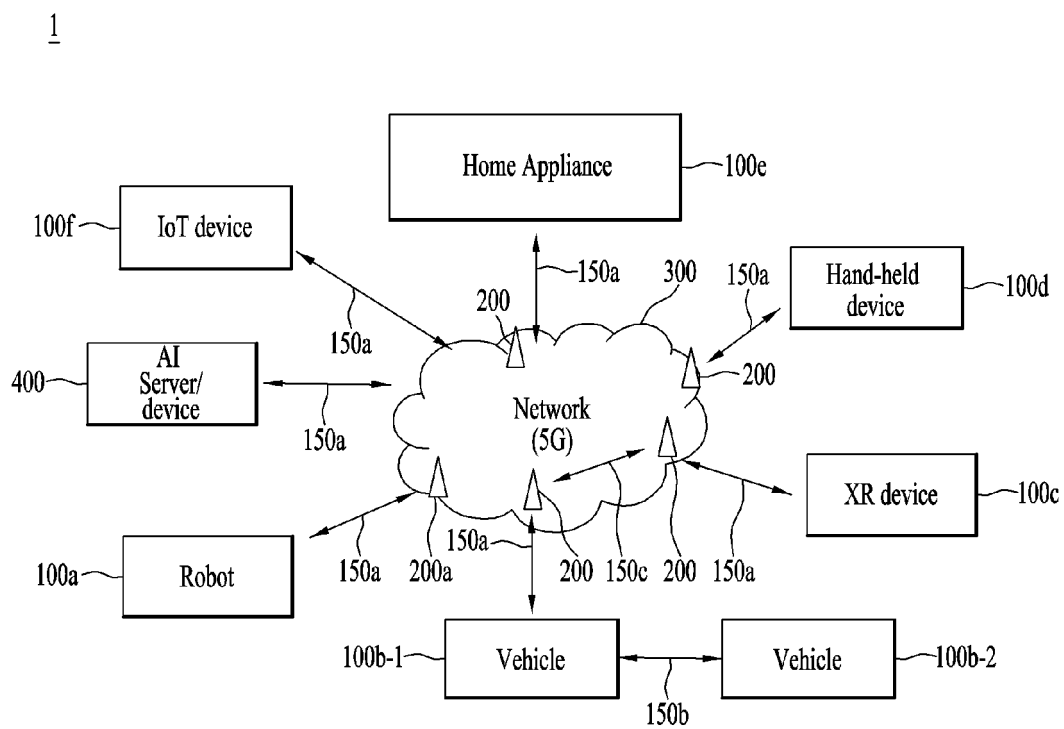 1
Home Appliance
100e
IoT device
100f
150a
300
150a
Hand-held
device
100d
200
150a
AI
Server/
device
400
200
150a
Network
(5G)
XR device
100c
150a
200a
150a
200
150c
200
150a
Robot
100a
100b-1
Vehicle
Vehicle
100b-2
150b